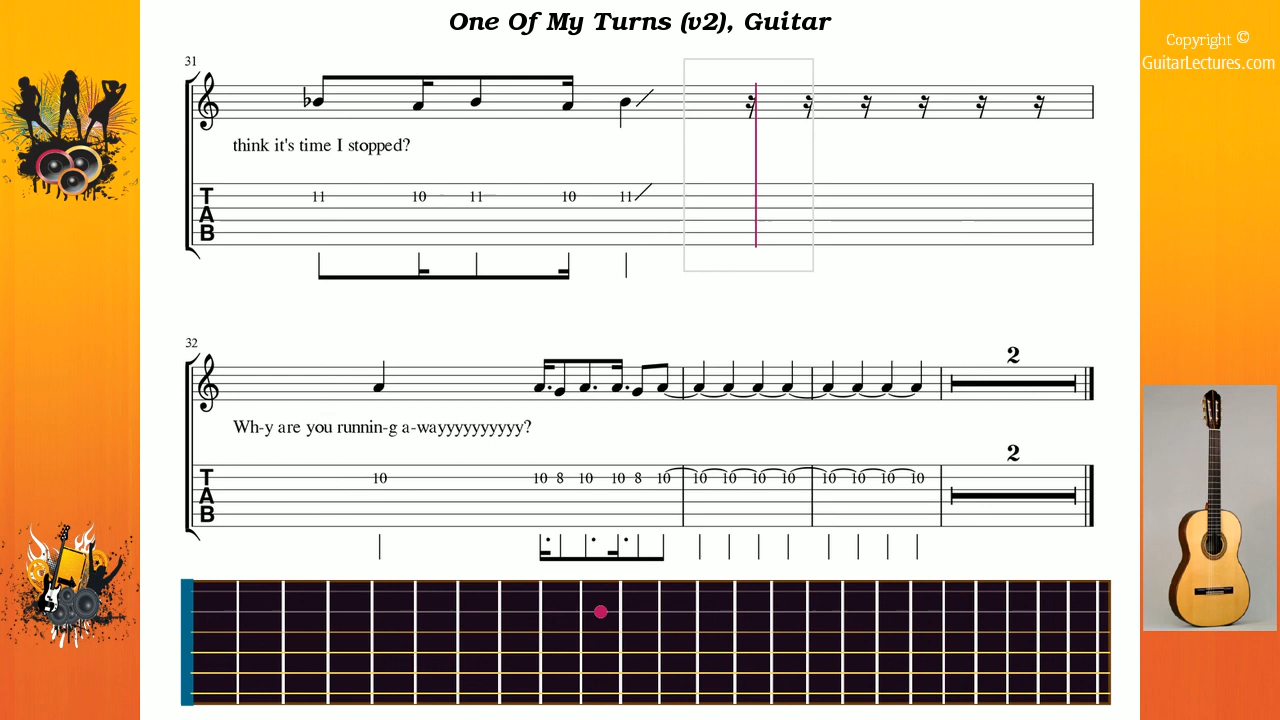 One Of My Turns (v2), Guitar
Copyright ©
GuitarLectures.com
31
think it's time I stopped?
T 11 10 11 10 11
A
B
32
2
Wh-y are you runnin-g a-wayyyyyyyyyy?
2
T 10 10 8 10 10 8 10 10 10 10 10 10 10 10 10
A
B